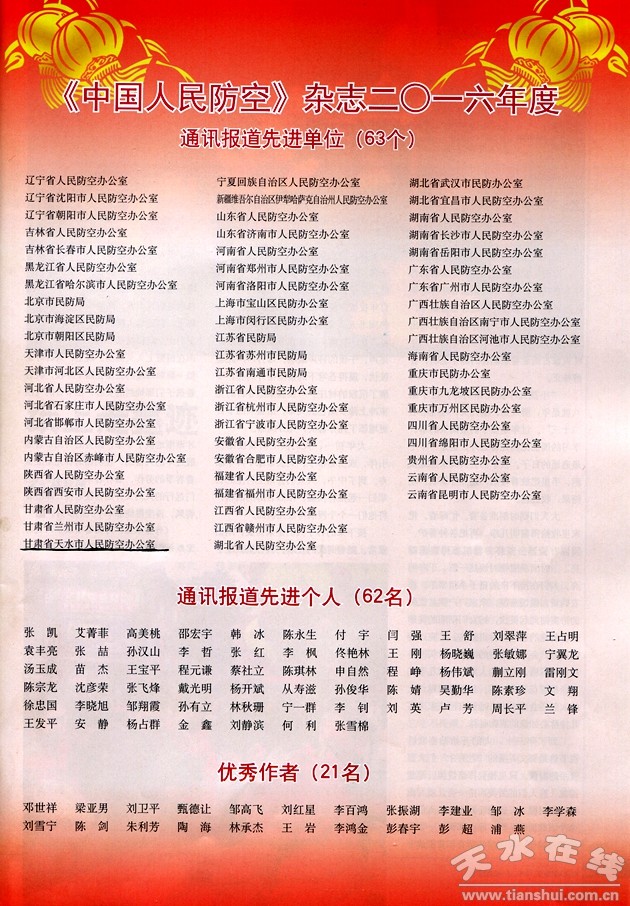 《中国人民防空》杂志二〇一六年度
通讯报道先进单位（63个）
辽宁省人民防空办公室
辽宁省沈阳市人民防空办公室
辽宁省朝阳市人民防空办公室
吉林省人民防空办公室
吉林省长春市人民防空办公室
黑龙江省人民防空办公室
黑龙江省哈尔滨市人民防空办公室
北京市民防局
北京市海淀区民防局
北京市朝阳区民防局
天津市人民防空办公室
天津市河北区人民防空办公室
河北省人民防空办公室
河北省石家庄市人民防空办公室
河北省邯郸市人民防空办公室
内蒙古自治区人民防空办公室
内蒙古自治区赤峰市人民防空办公室
陕西省人民防空办公室
陕西省西安市人民防空办公室
甘肃省人民防空办公室
甘肃省兰州市人民防空办公室
甘肃省天水市人民防空办公室
宁夏回族自治区人民防空办公室
新疆维吾尔自治区伊犁哈萨克自治州人民防空办公室
山东省人民防空办公室
山东省济南市人民防空办公室
河南省人民防空办公室
河南省郑州市人民防空办公室
河南省洛阳市人民防空办公室
上海市宝山区民防办公室
上海市闵行区民防办公室
江苏省民防局
江苏省苏州市民防局
江苏省南通市民防局
浙江省人民防空办公室
浙江省杭州市人民防空办公室
浙江省宁波市人民防空办公室
安徽省人民防空办公室
安徽省合肥市人民防空办公室
福建省人民防空办公室
福建省福州市人民防空办公室
江西省人民防空办公室
江西省赣州市人民防空办公室
湖北省人民防空办公室
湖北省武汉市民防办公室
湖北省宜昌市人民防空办公室
湖南省人民防空办公室
湖南省长沙市人民防空办公室
湖南省岳阳市人民防空办公室
广东省人民防空办公室
广东省广州市人民防空办公室
广西壮族自治区人民防空办公室
广西壮族自治区南宁市人民防空办公室
广西壮族自治区河池市人民防空办公室
海南省人民防空办公室
重庆市民防办公室
重庆市九龙坡区民防办公室
重庆市万州区民防办公室
四川省人民防空办公室
四川省绵阳市人民防空办公室
贵州省人民防空办公室
云南省人民防空办公室
云南省昆明市人民防空办公室
通讯报道先进个人（62名）
张 凯 艾菁菲 高美桃 邵宏宇 韩 冰 陈永生 付 宇 闫 强 王 舒 刘翠萍 王占明
袁丰亮 张 喆 孙汉山 李 哲 张 红 李 枫 佟艳林 王 刚 杨晓巍 张敏娜 宁翼龙
汤玉成 苗 杰 王宝平 程元谦 蔡社立 陈琪林 申自然 程 峥 杨伟斌 蒯立刚 雷刚文
陈宗龙 沈彦荣 张飞烽 戴光明 杨开斌 从寿滋 孙俊华 陈 婧 吴勤华 陈素珍 文 翔
徐忠国 李晓旭 邹翔霞 孙有立 林秋珊 宁一群 李 钊 刘 英 卢 芳 周长平 兰 锋
王发平 安 静 杨占群 金 鑫 刘静滨 何 利 张雪棉
优秀作者（21名）
邓世祥 梁亚男 刘卫平 甄德让 邹高飞 刘红星 李百鸿 张振湖 李建业 邹 冰 李学森
刘雪宁 陈 剑 朱利芳 陶 海 林承杰 王 岩 李鸿金 彭春宇 彭 超 浦 燕
天水在线
www.tianshui.com.cn